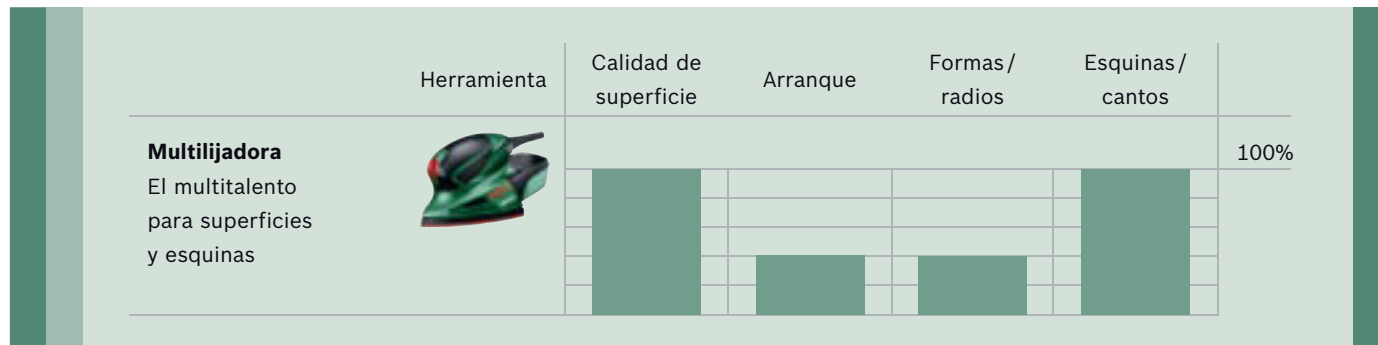 Herramienta
Calidad de
superficie
Arranque
Formas/
radios
Esquinas/
cantos
Multilijadora
100%
El multitalento
para superficies
y esquinas